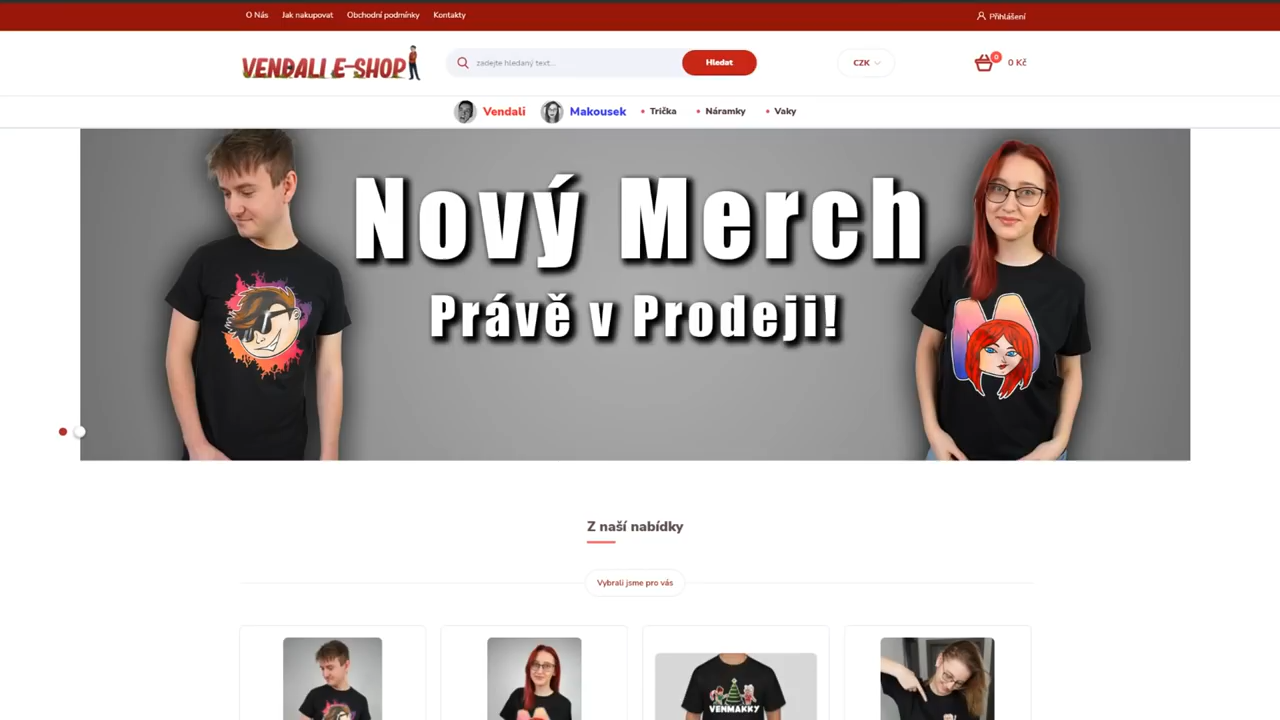 O Nás Jak nakupovat Obchodní podmínky Kontakty Přihlášení
VENDALI E-SHOP zadejte hledaný text... Hledat CZK 0 0 Kč
Vendali Makousek Trička Náramky Vaky
Nový Merch
Právě v Prodeji!
Z naší nabídky
Vybrali jsme pro vás
VENMAKKY